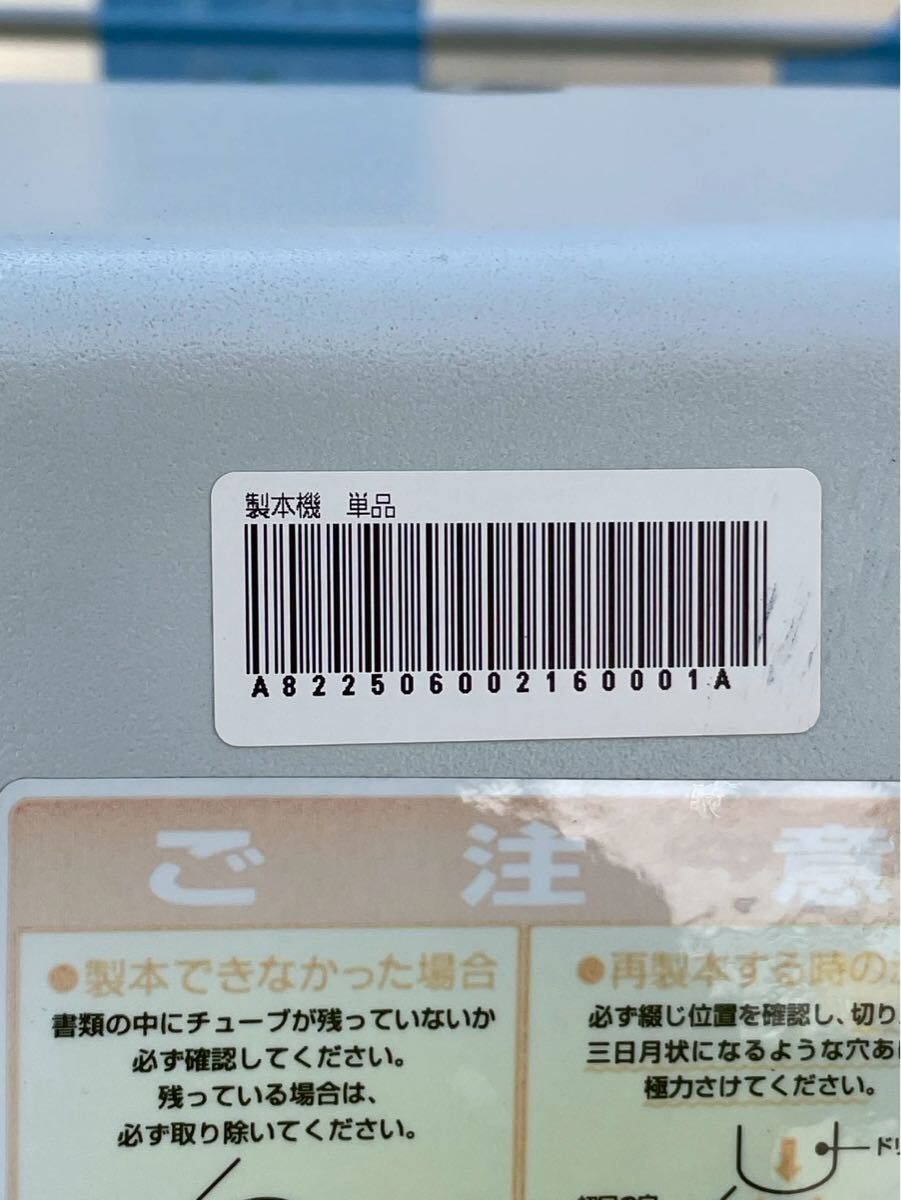 製本機　単品
A8225060021600​01A
ご注意
●製本できなかった場合
書類の中にチューブが残っていないか
必ず確認してください。
残っている場合は、
必ず取り除いてください。
●再製本する時の
必ず綴じ位置を確認し、切り
三日月状になるような穴あ
極力さけてください。
ド